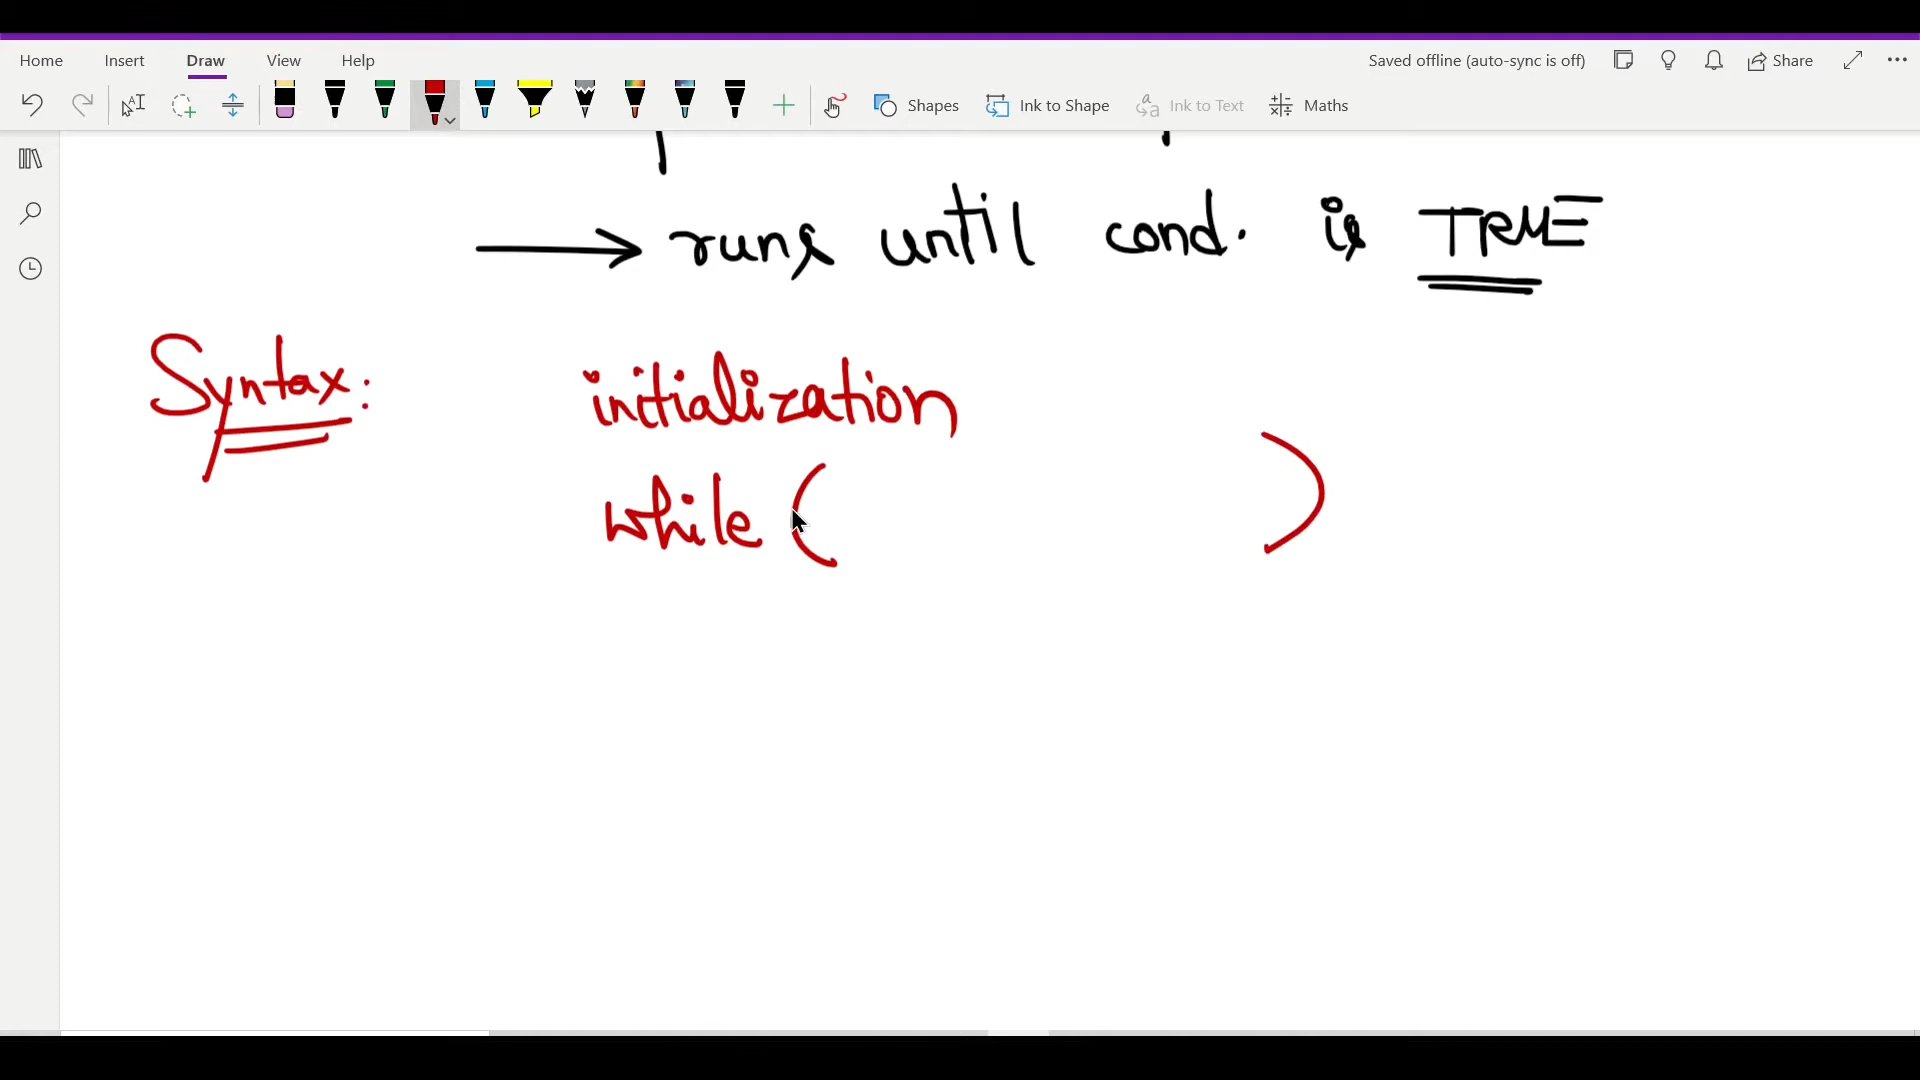 Home Insert Draw View Help Saved offline (auto-sync is off) Share
Shapes Ink to Shape Ink to Text Maths
→ runs until cond. is TRUE
Syntax: initialization
while ( )